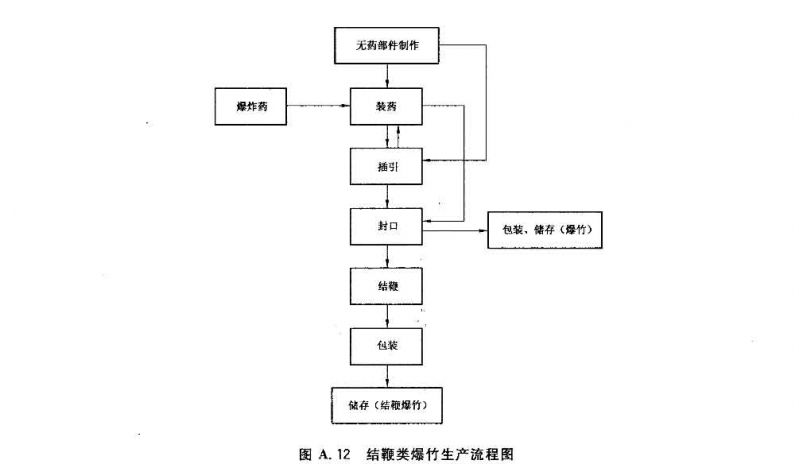 无药部件制作
爆炸药
装药
插引
封口
包装、储存（爆竹）
结鞭
包装
储存（结鞭爆竹）
图 A.12 结鞭类爆竹生产流程图